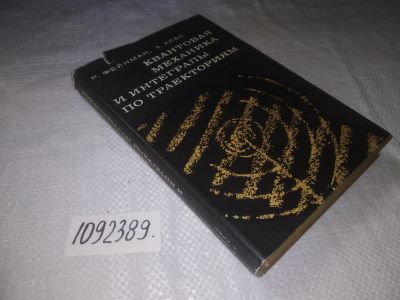 Р. ФЕЙНМАН, А. ХИБС
КВАНТОВАЯ
МЕХАНИКА
И ИНТЕГРАЛЫ
ПО ТРАЕКТОРИЯМ
1092389.